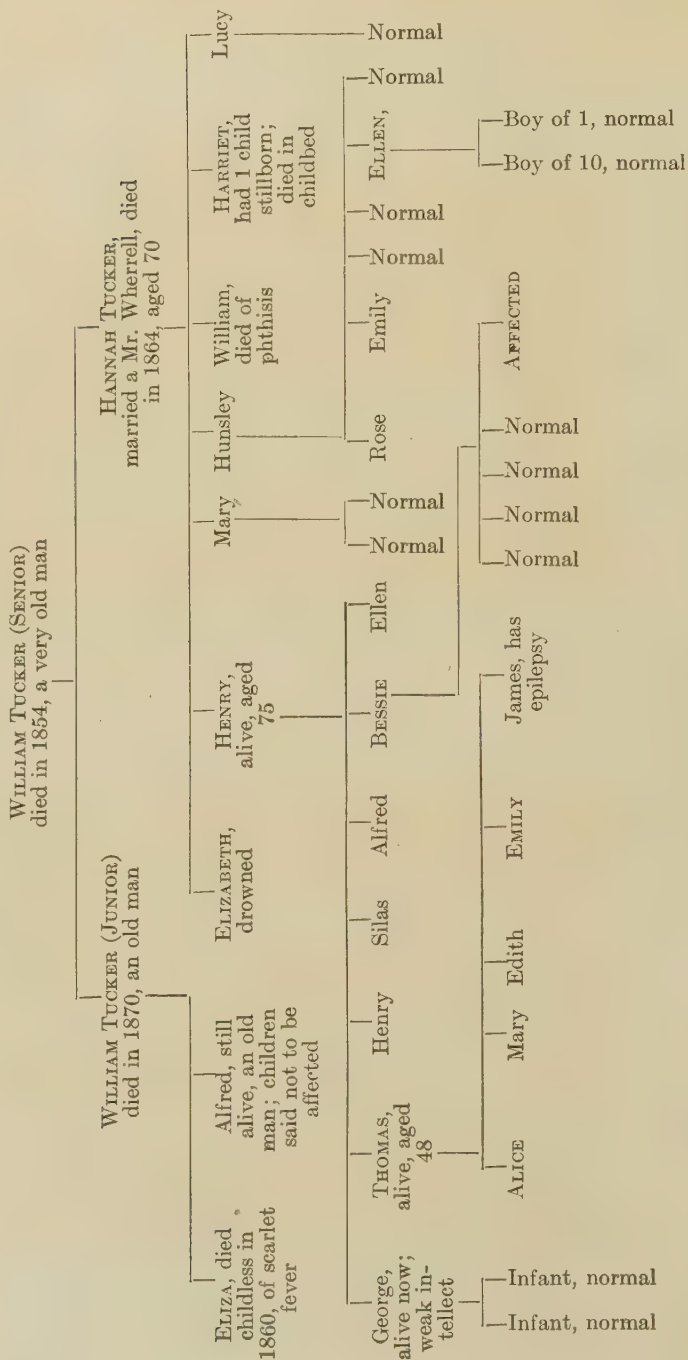 WILLIAM TUCKER (SENIOR)
died in 1854, a very old man
WILLIAM TUCKER (JUNIOR)
died in 1870, an old man
HANNAH TUCKER,
married a Mr. Wherrell, died
in 1864, aged 70
ELIZA, died
childless in
1860, of scarlet
fever
Alfred, still
alive, an old
man; children
said not to be
affected
ELIZABETH,
drowned
HENRY,
alive, aged
75
Mary
Hunsley
William,
died of
phthisis
HARRIET,
had 1 child
stillborn;
died in
childbed
Lucy
George,
alive now;
weak in-
tellect
THOMAS,
alive, aged
48
Henry
Silas
Alfred
BESSIE
Ellen
Normal
Normal
Rose
Emily
Normal
Normal
ELLEN,
Normal
Normal
Infant, normal
Infant, normal
ALICE
Mary
Edith
EMILY
James, has
epilepsy
Normal
Normal
Normal
Normal
AFFECTED
Boy of 10, normal
Boy of 1, normal